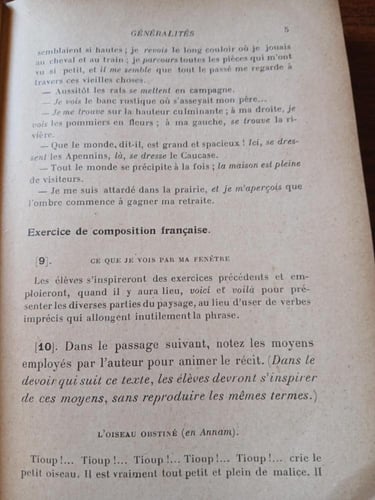 GÉNÉRALITÉS 5
semblaient si hautes ; je revois le long couloir où je jouais
au cheval et au train ; je parcours toutes les pièces qui m'ont
vu si petit, et il me semble que tout le passé me regarde à
travers ces vieilles choses.
— Aussitôt les rats se mettent en campagne.
— Je vois le banc rustique où s'asseyait mon père...
— Je me trouve sur la hauteur culminante ; à ma droite, je
vois les pommiers en fleurs ; à ma gauche, se trouve la ri-
vière.
— Que le monde, dit-il, est grand et spacieux ! Ici, se dres-
sent les Apennins, là, se dresse le Caucase.
— Tout le monde se précipite à la fois ; la maison est pleine
de visiteurs.
— Je me suis attardé dans la prairie, et je m'aperçois que
l'ombre commence à gagner ma retraite.
Exercice de composition française.
[9]. CE QUE JE VOIS PAR MA FENÊTRE
Les élèves s'inspireront des exercices précédents et em-
ploieront, quand il y aura lieu, voici et voilà pour pré-
senter les diverses parties du paysage, au lieu d'user de verbes
imprécis qui allongent inutilement la phrase.
[10]. Dans le passage suivant, notez les moyens
employés par l'auteur pour animer le récit. (Dans le
devoir qui suit ce texte, les élèves devront s'inspirer
de ces moyens, sans reproduire les mêmes termes.)
L'OISEAU OBSTINÉ (en Annam).
Tioup !... Tioup !... Tioup !... Tioup !... crie le
petit oiseau. Il est vraiment tout petit et plein de malice. Il